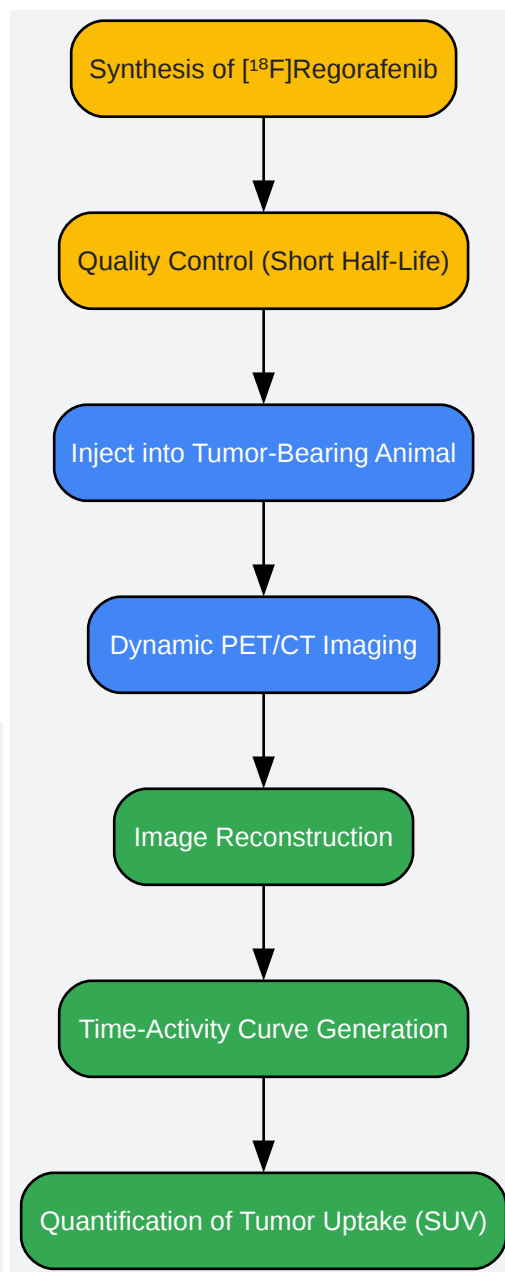 Synthesis of [¹⁸F]Regorafenib
Quality Control (Short Half-Life)
Inject into Tumor-Bearing Animal
Dynamic PET/CT Imaging
Image Reconstruction
Time-Activity Curve Generation
Quantification of Tumor Uptake (SUV)